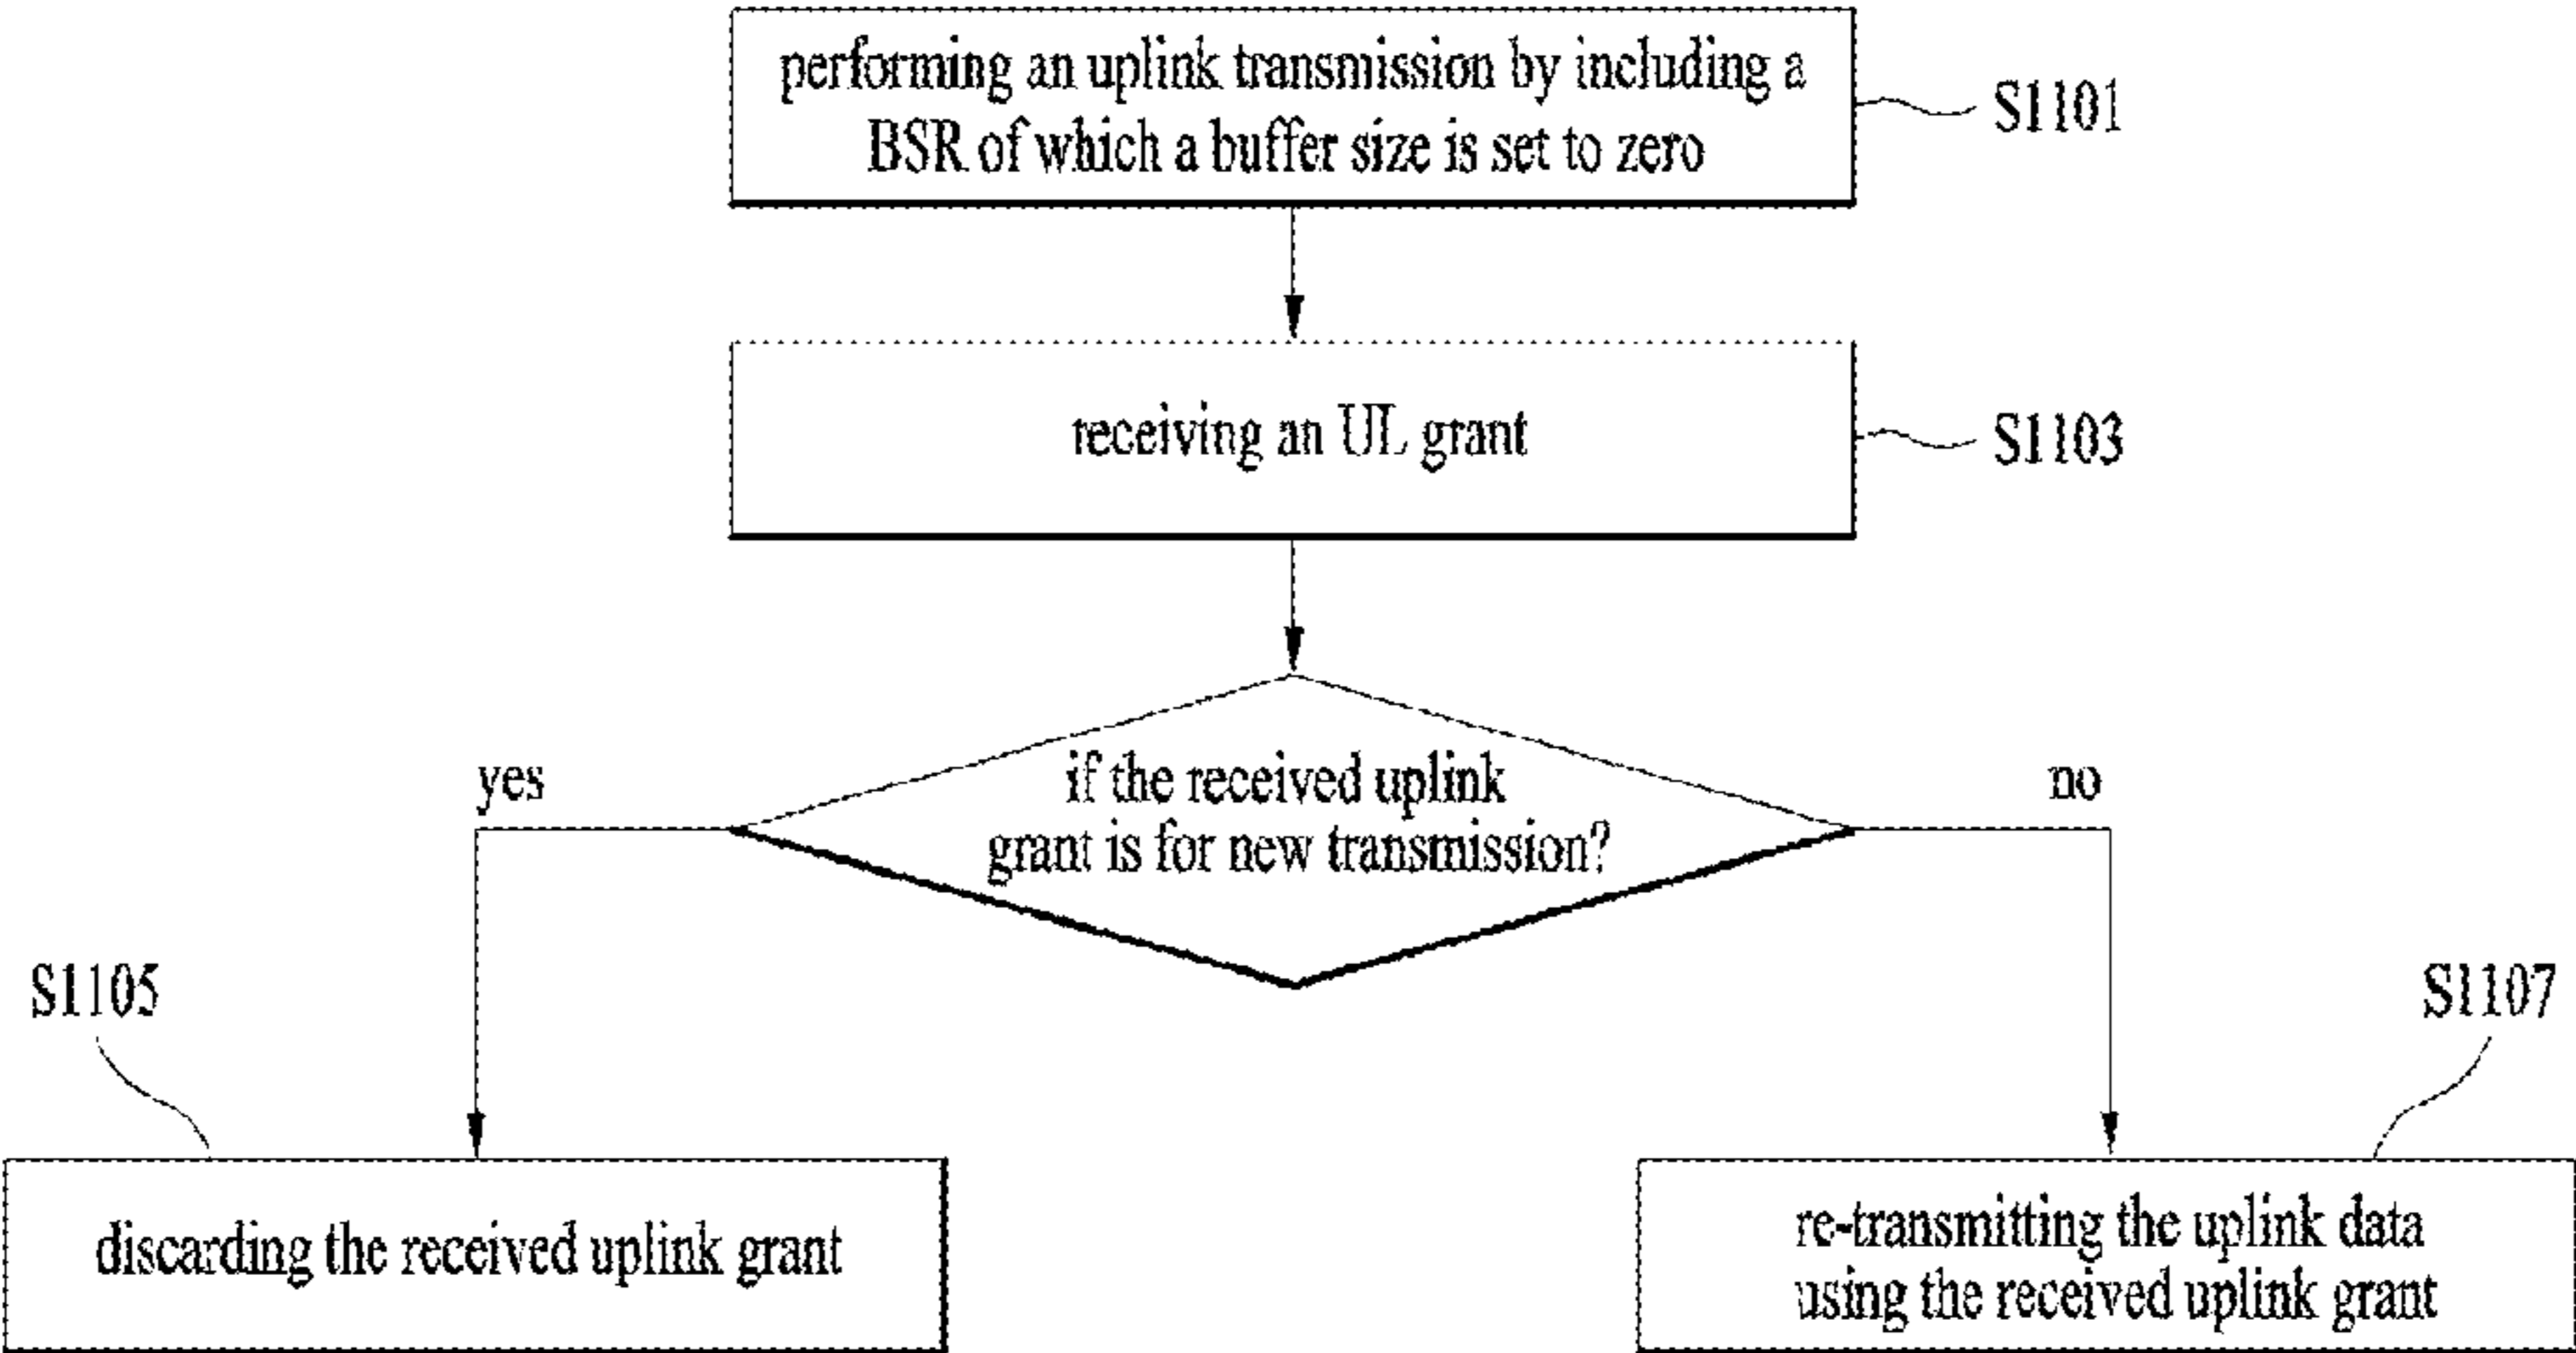 performing an uplink transmission by including a
BSR of which a buffer size is set to zero
S1101
receiving an UL grant
S1103
if the received uplink
grant is for new transmission?
yes
no
S1105
S1107
discarding the received uplink grant
re-transmitting the uplink data
using the received uplink grant